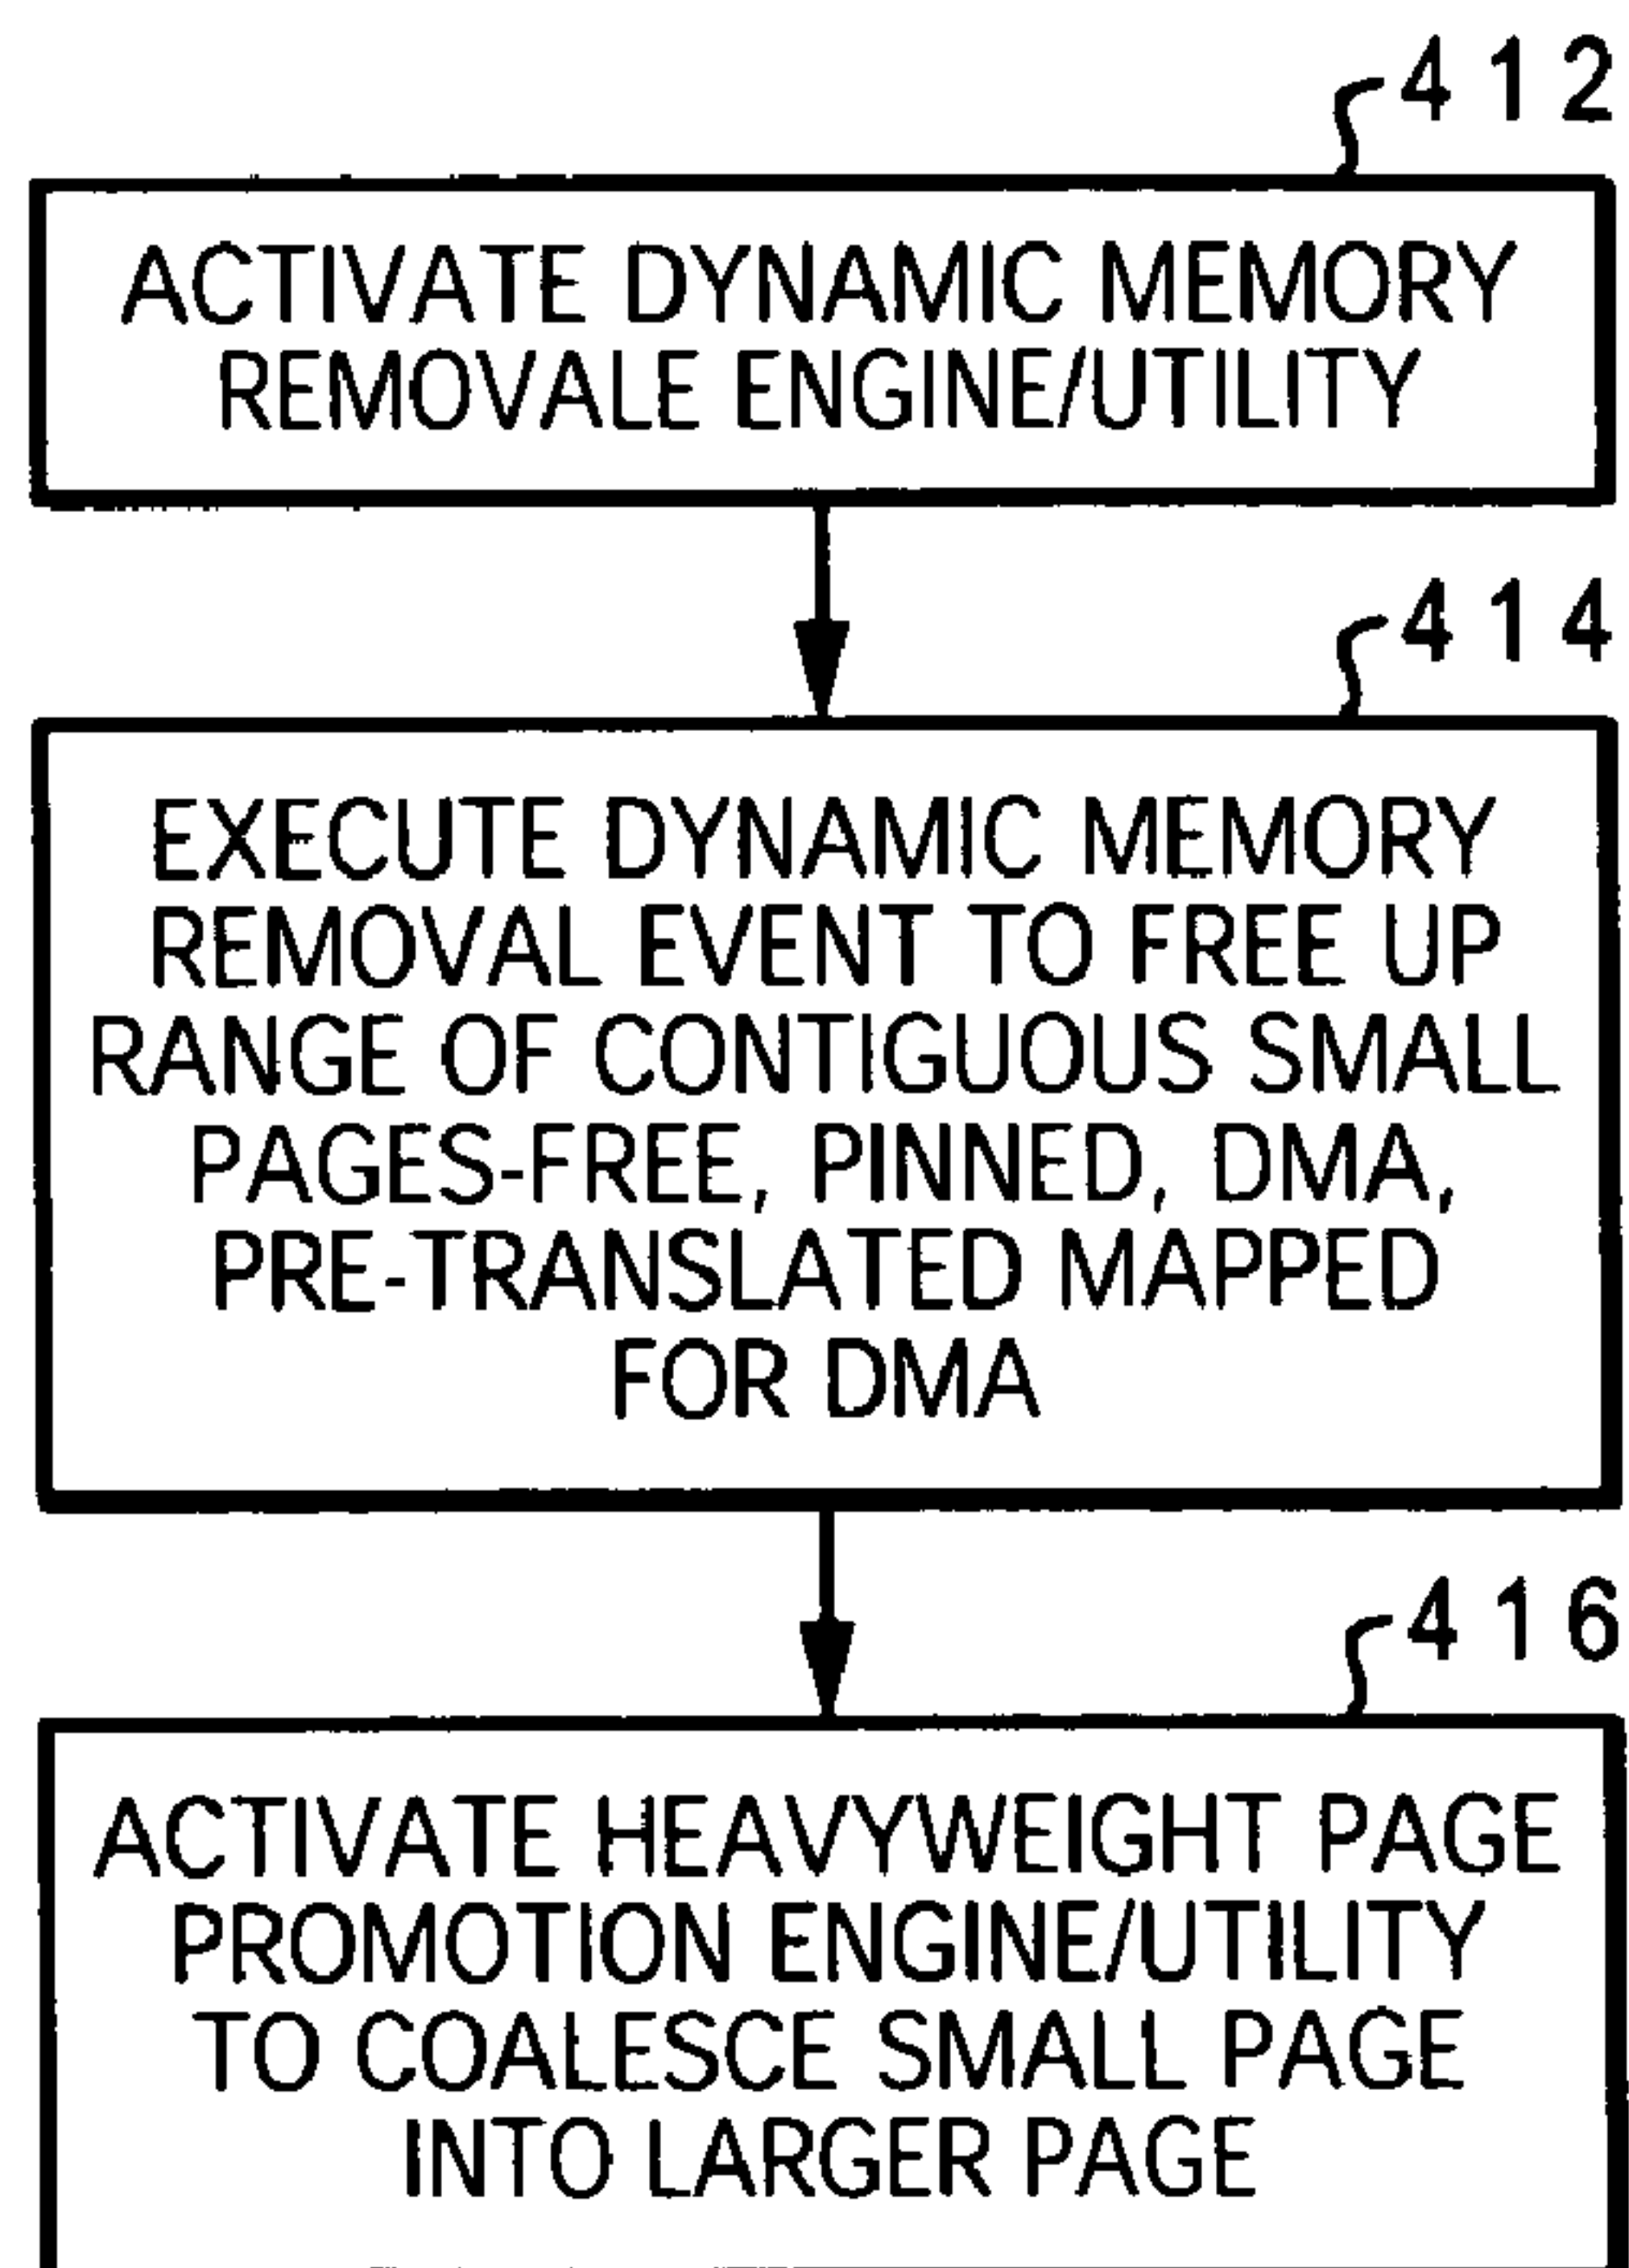 412
ACTIVATE DYNAMIC MEMORY
REMOVALE ENGINE/UTILITY
414
EXECUTE DYNAMIC MEMORY
REMOVAL EVENT TO FREE UP
RANGE OF CONTIGUOUS SMALL
PAGES-FREE, PINNED, DMA,
PRE-TRANSLATED MAPPED
FOR DMA
416
ACTIVATE HEAVYWEIGHT PAGE
PROMOTION ENGINE/UTILITY
TO COALESCE SMALL PAGE
INTO LARGER PAGE